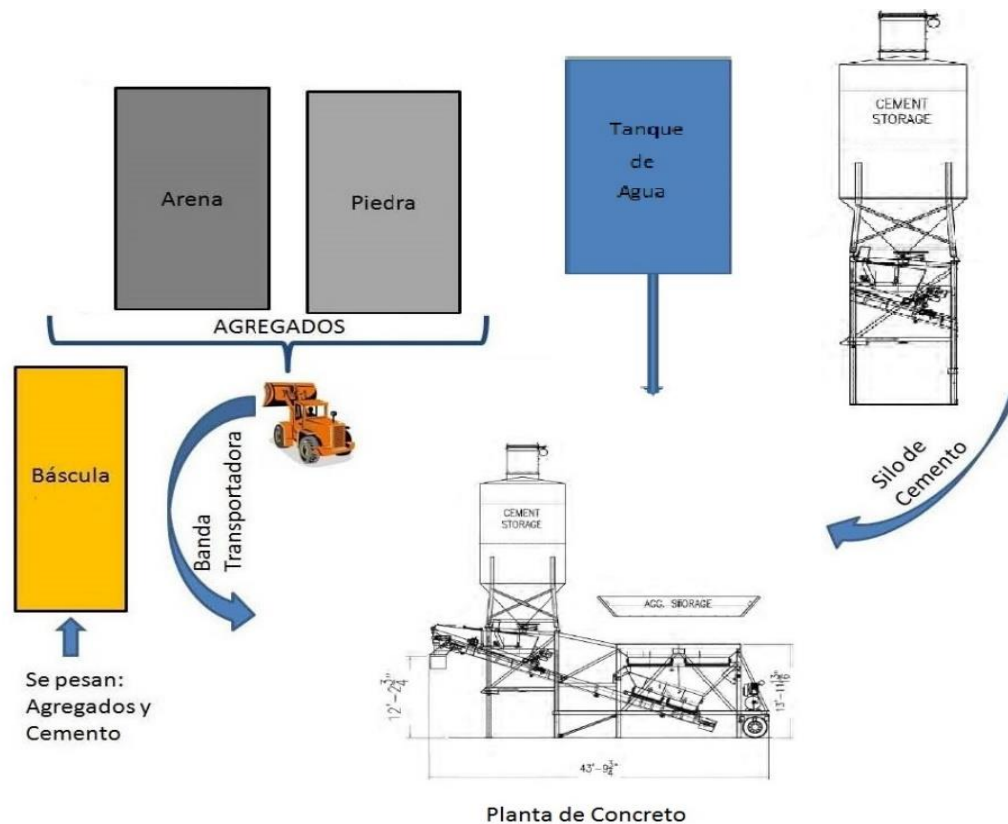 CEMENT
STORAGE
Tanque
de
Agua
Arena
Piedra
AGREGADOS
Báscula
Banda
Transportadora
Silo de
Cemento
CEMENT
STORAGE
AGG. STORAGE
Se pesan:
Agregados y
Cemento
12'-2 3/4"
13'-11 13/16"
43'-9 3/4"
Planta de Concreto